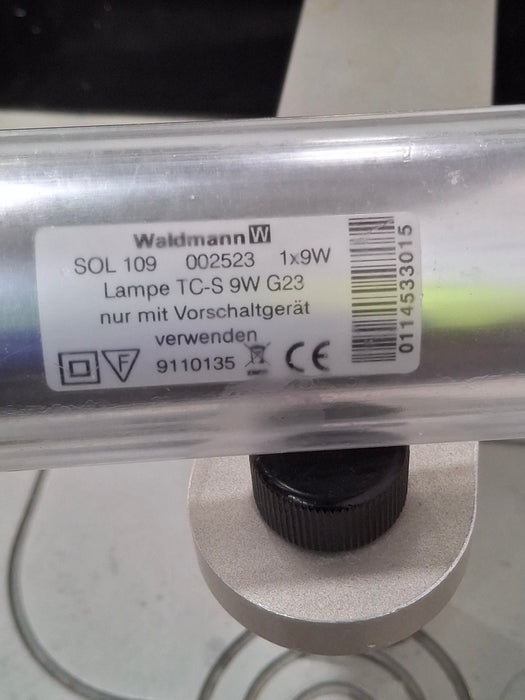 Waldmann W
SOL 109 002523 1x9W
Lampe TC-S 9W G23
nur mit Vorschaltgerät
verwenden
F 9110135 CE
0114533015